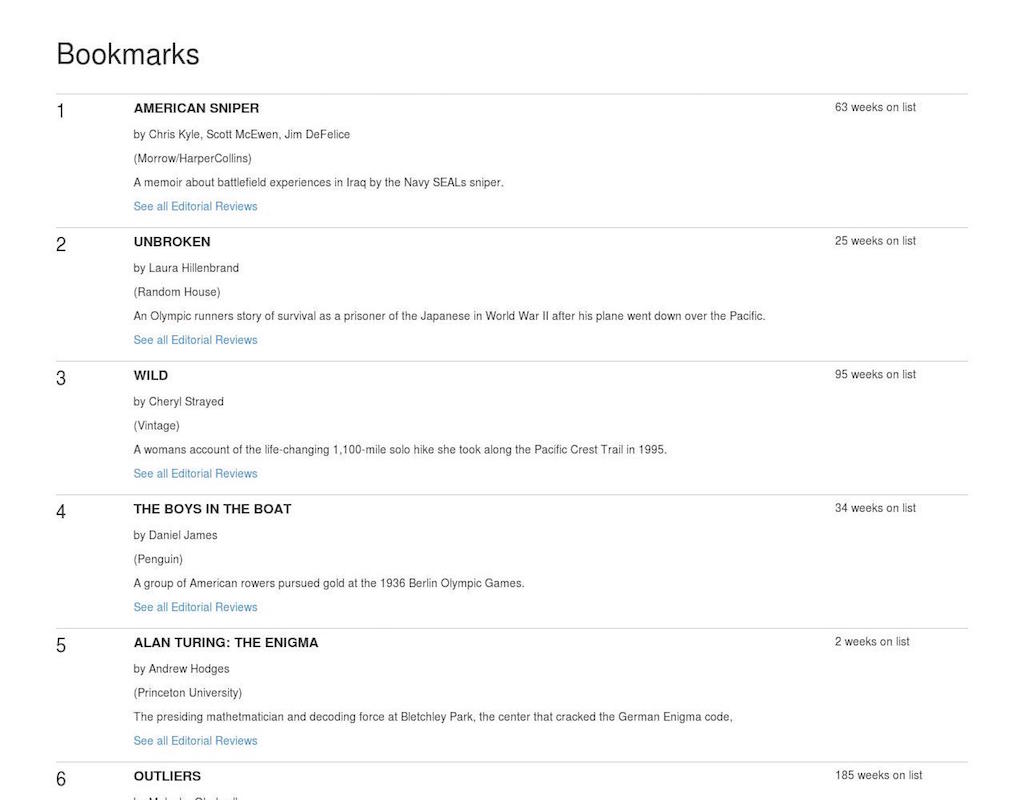 Bookmarks
1
AMERICAN SNIPER
63 weeks on list
by Chris Kyle, Scott McEwen, Jim DeFelice
(Morrow/HarperCollins)
A memoir about battlefield experiences in Iraq by the Navy SEALs sniper.
See all Editorial Reviews
2
UNBROKEN
25 weeks on list
by Laura Hillenbrand
(Random House)
An Olympic runners story of survival as a prisoner of the Japanese in World War II after his plane went down over the Pacific.
See all Editorial Reviews
3
WILD
95 weeks on list
by Cheryl Strayed
(Vintage)
A womans account of the life-changing 1,100-mile solo hike she took along the Pacific Crest Trail in 1995.
See all Editorial Reviews
4
THE BOYS IN THE BOAT
34 weeks on list
by Daniel James
(Penguin)
A group of American rowers pursued gold at the 1936 Berlin Olympic Games.
See all Editorial Reviews
5
ALAN TURING: THE ENIGMA
2 weeks on list
by Andrew Hodges
(Princeton University)
The presiding mathetmatician and decoding force at Bletchley Park, the center that cracked the German Enigma code,
See all Editorial Reviews
6
OUTLIERS
185 weeks on list